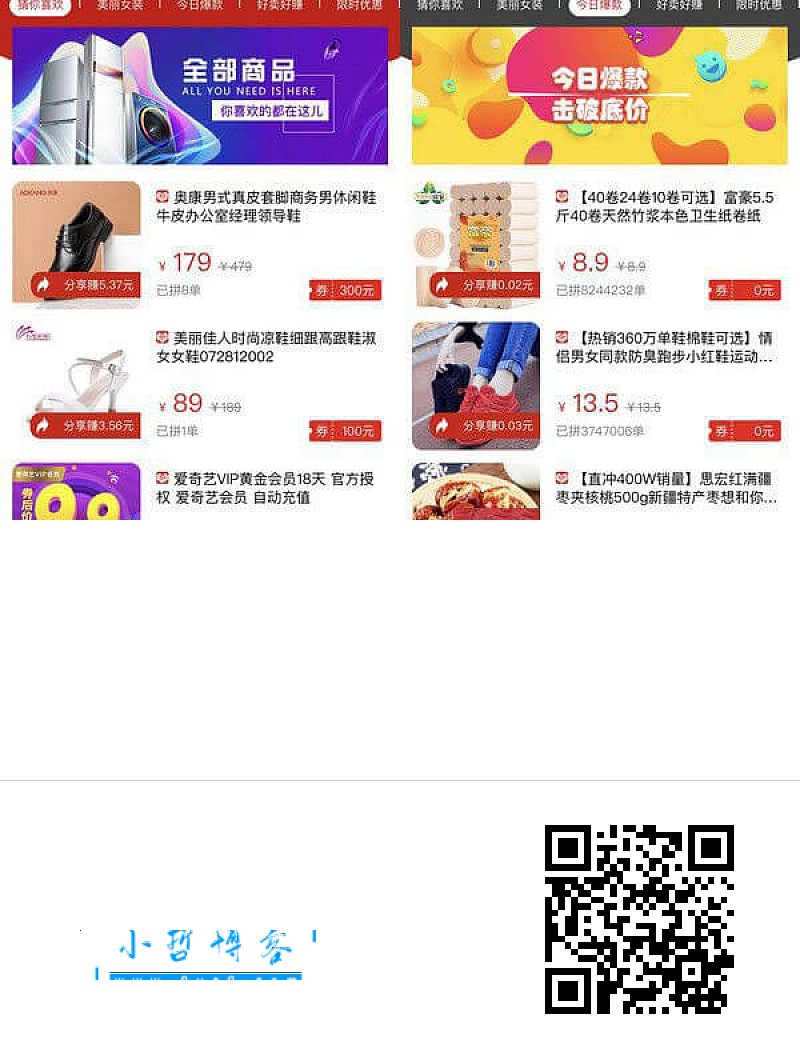 猜你喜欢 美丽女装 今日爆款 好卖好赚 限时优惠
全部商品
ALL YOU NEED IS HERE
你喜欢的都在这儿
AOKANG
奥康男式真皮套脚商务男休闲鞋
牛皮办公室经理领导鞋
¥ 179 ¥479
分享赚5.37元
已拼8单
券 300元
美丽佳人时尚凉鞋细跟高跟鞋淑
女女鞋072812002
¥ 89 ¥189
分享赚3.56元
已拼1单
券 100元
爱奇艺VIP黄金会员18天 官方授
权 爱奇艺会员 自动充值
券后价
猜你喜欢 美丽女装 今日爆款 好卖好赚 限时优惠
今日爆款
击破底价
【40卷24卷10卷可选】富豪5.5
斤40卷天然竹浆本色卫生纸卷纸
富豪
¥ 8.9 ¥8.9
分享赚0.02元
已拼8244232单
券 0元
【热销360万单鞋棉鞋可选】情
侣男女同款防臭跑步小红鞋运动...
¥ 13.5 ¥13.5
分享赚0.03元
已拼3747006单
券 0元
【直冲400W销量】思宏红满疆
枣夹核桃500g新疆特产枣想和你...
小哲博客